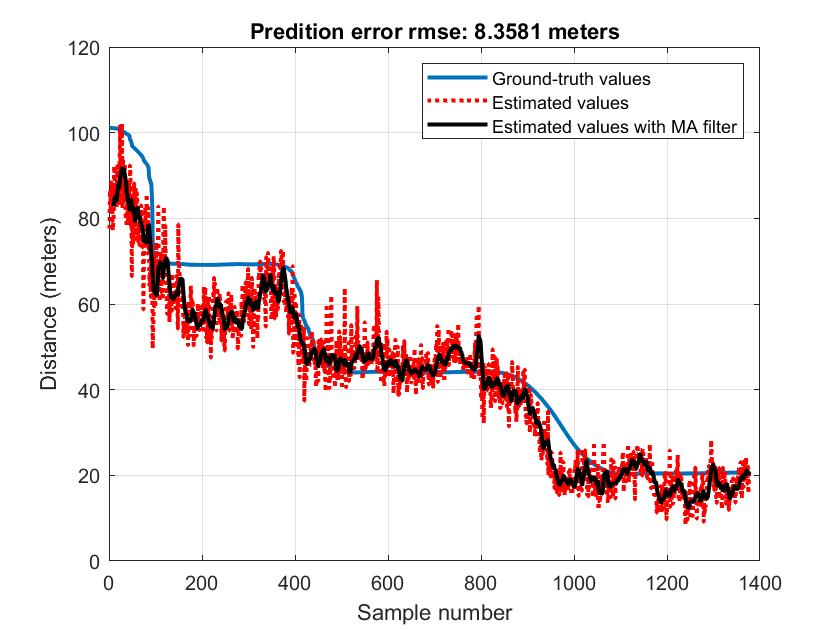 Predition error rmse: 8.3581 meters
120
100
80
60
40
20
0
Distance (meters)
Ground-truth values
Estimated values
Estimated values with MA filter
0 200 400 600 800 1000 1200 1400
Sample number